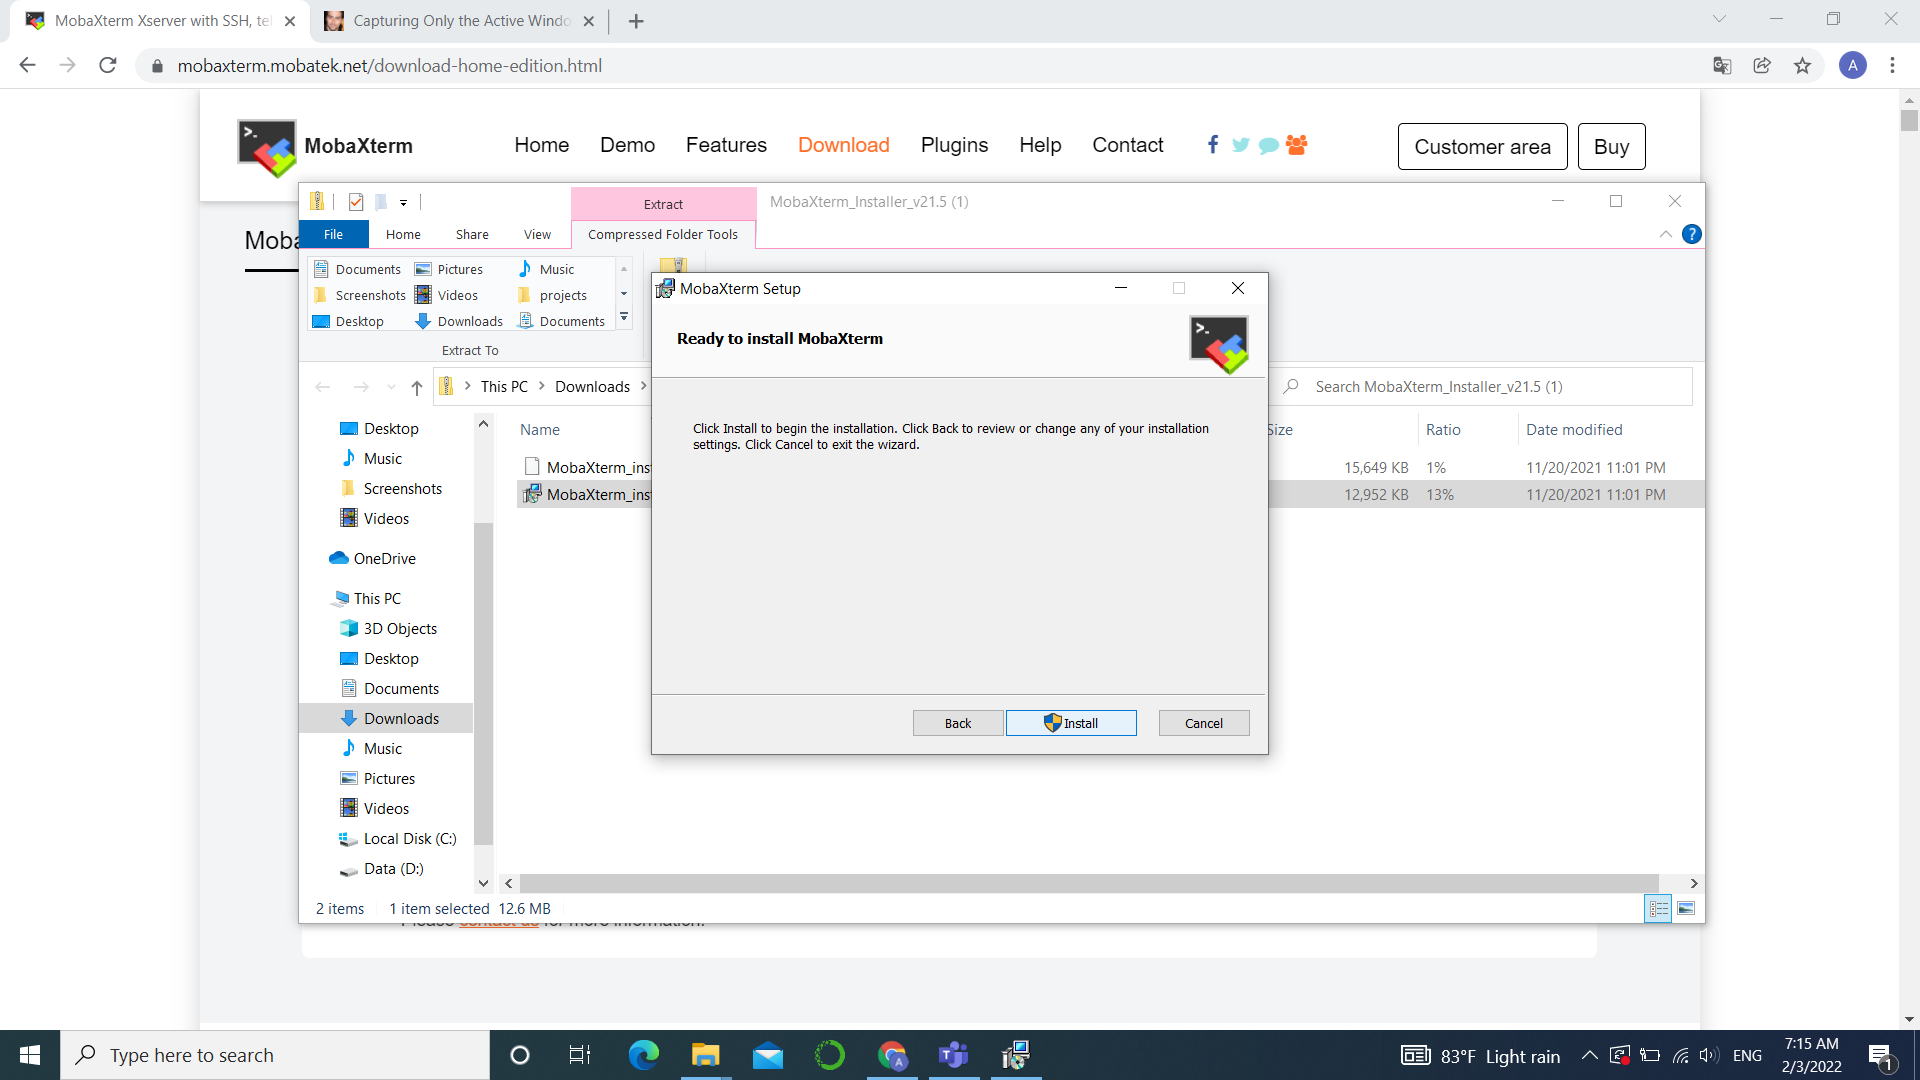 MobaXterm Xserver with SSH, tel
Capturing Only the Active Windo
mobaxterm.mobatek.net/download-home-edition.html
A
MobaXterm
Home Demo Features Download Plugins Help Contact
Customer area Buy
Moba
Extract MobaXterm_Installer_v21.5 (1)
File Home Share View Compressed Folder Tools
Documents Pictures Music
Screenshots Videos projects
Desktop Downloads Documents
Extract To
This PC Downloads
Search MobaXterm_Installer_v21.5 (1)
Desktop
Music
Screenshots
Videos
OneDrive
This PC
3D Objects
Desktop
Documents
Downloads
Music
Pictures
Videos
Local Disk (C:)
Data (D:)
Name Size Ratio Date modified
MobaXterm_inst 15,649 KB 1% 11/20/2021 11:01 PM
MobaXterm_inst 12,952 KB 13% 11/20/2021 11:01 PM
MobaXterm Setup
Ready to install MobaXterm
Click Install to begin the installation. Click Back to review or change any of your installation
settings. Click Cancel to exit the wizard.
Back Install Cancel
2 items 1 item selected 12.6 MB
Please contact us for more information.
Type here to search
83°F Light rain
ENG
7:15 AM
2/3/2022
1